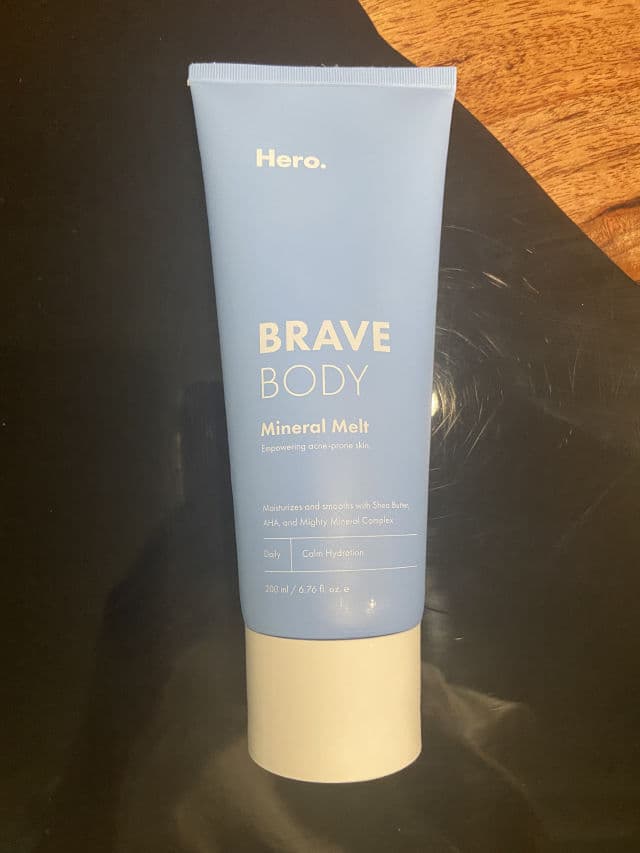 Hero.
BRAVE
BODY
Mineral Melt
Empowering acne-prone skin.
Moisturizes and smooths with Shea Butter,
AHA, and Mighty Mineral Complex
Daily Calm Hydration
200 ml / 6.76 fl. oz. e